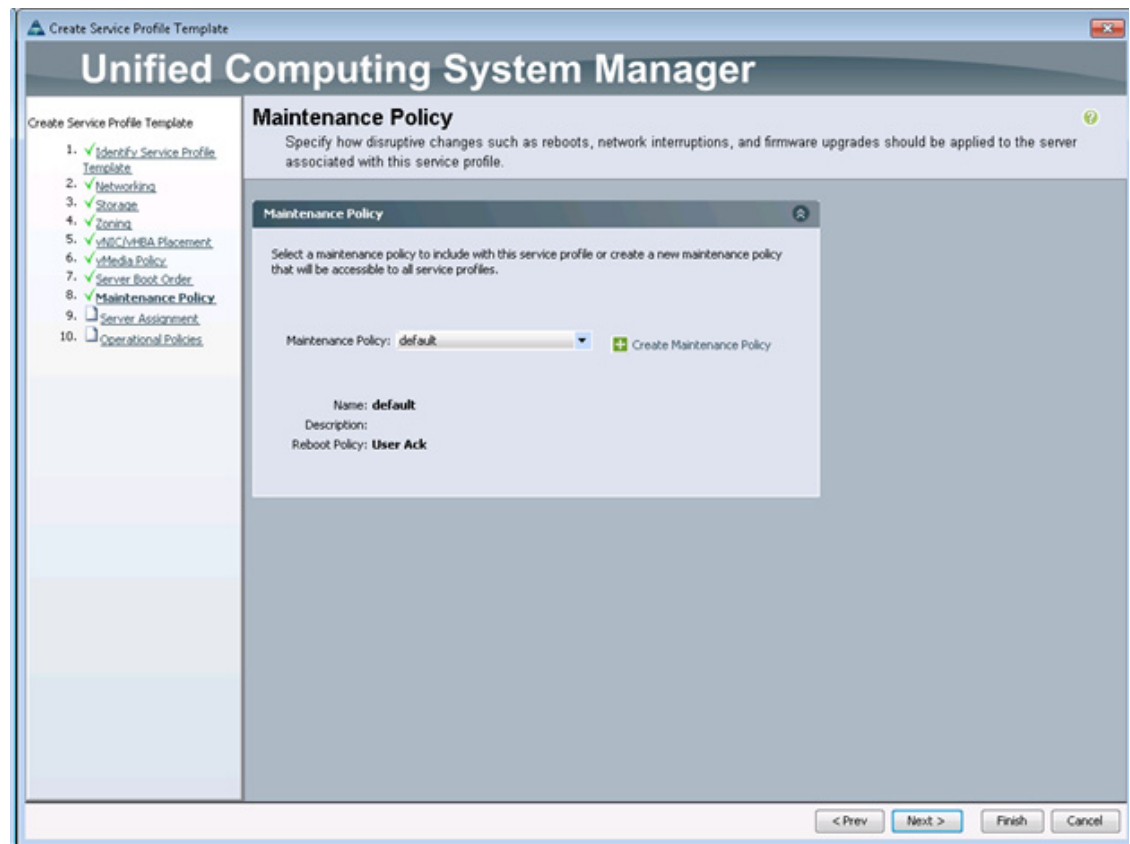 Create Service Profile Template
Unified Computing System Manager
Create Service Profile Template
1. Identify Service Profile
Template
2. Networking
3. Storage
4. Zoning
5. vNIC/vHBA Placement
6. vMedia Policy
7. Server Boot Order
8. Maintenance Policy
9. Server Assignment
10. Operational Policies
Maintenance Policy
Specify how disruptive changes such as reboots, network interruptions, and firmware upgrades should be applied to the server
associated with this service profile.
Maintenance Policy
Select a maintenance policy to include with this service profile or create a new maintenance policy
that will be accessible to all service profiles.
Maintenance Policy: default
Create Maintenance Policy
Name: default
Description:
Reboot Policy: User Ack
< Prev
Next >
Finish
Cancel